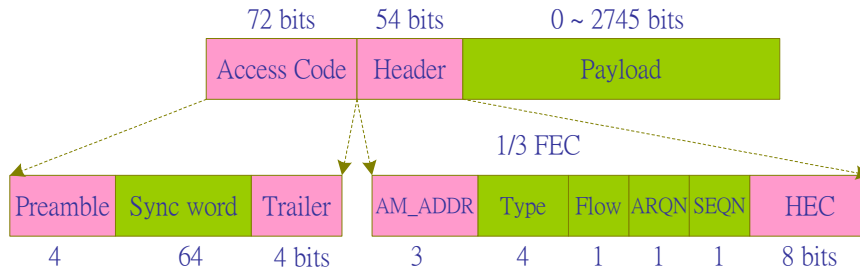 72 bits 54 bits 0 ~ 2745 bits
Access Code Header Payload
1/3 FEC
Preamble Sync word Trailer AM_ADDR Type Flow ARQN SEQN HEC
4 64 4 bits 3 4 1 1 1 8 bits